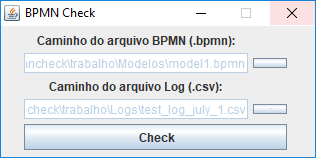 BPMN Check
Caminho do arquivo BPMN (.bpmn):
ncheck\trabalho\Modelos\model1.bpmn
Caminho do arquivo Log (.csv):
check\trabalho\Logs\test_log_july_1.csv
Check